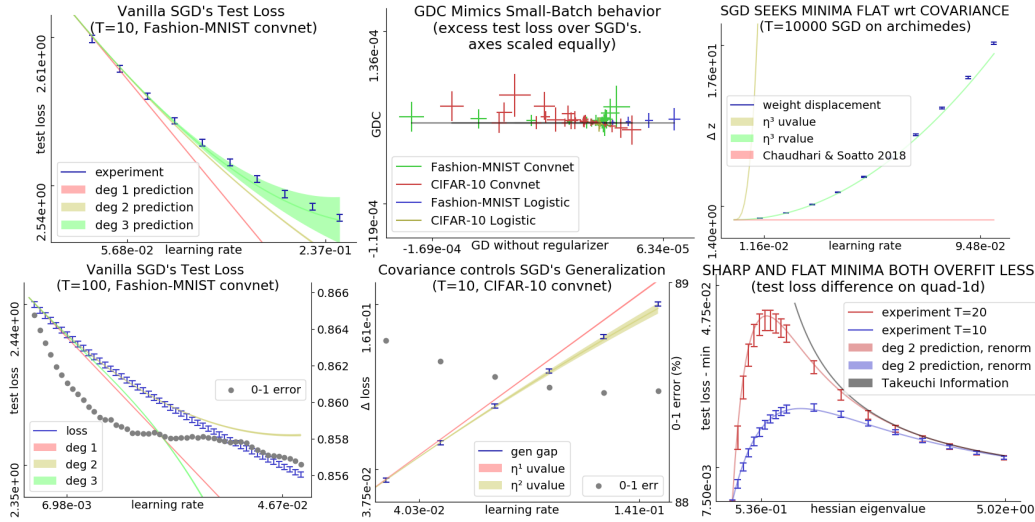 Vanilla SGD's Test Loss
(T=10, Fashion-MNIST convnet)
test loss
2.61e+00
2.54e+00
experiment
deg 1 prediction
deg 2 prediction
deg 3 prediction
5.68e-02
learning rate
2.37e-01
GDC Mimics Small-Batch behavior
(excess test loss over SGD's.
axes scaled equally)
GDC
1.36e-04
-1.19e-04
Fashion-MNIST Convnet
CIFAR-10 Convnet
Fashion-MNIST Logistic
CIFAR-10 Logistic
-1.69e-04
GD without regularizer
6.34e-05
SGD SEEKS MINIMA FLAT wrt COVARIANCE
(T=10000 SGD on archimedes)
Δ z
1.76e+01
1.40e+00
weight displacement
η³ uvalue
η³ rvalue
Chaudhari & Soatto 2018
1.16e-02
learning rate
9.48e-02
Vanilla SGD's Test Loss
(T=100, Fashion-MNIST convnet)
test loss
2.44e+00
2.35e+00
0.866
0.864
0.862
0.860
0.858
0.856
0-1 error
loss
deg 1
deg 2
deg 3
6.98e-03
learning rate
4.67e-02
Covariance controls SGD's Generalization
(T=10, CIFAR-10 convnet)
Δ loss
1.61e-01
3.75e-02
89
0-1 error (%)
88
gen gap
η¹ uvalue
η² uvalue
0-1 err
4.03e-02
learning rate
1.41e-01
SHARP AND FLAT MINIMA BOTH OVERFIT LESS
(test loss difference on quad-1d)
test loss - min
4.75e-02
7.50e-03
experiment T=20
experiment T=10
deg 2 prediction, renorm
deg 2 prediction, renorm
Takeuchi Information
5.36e-01
hessian eigenvalue
5.02e+00